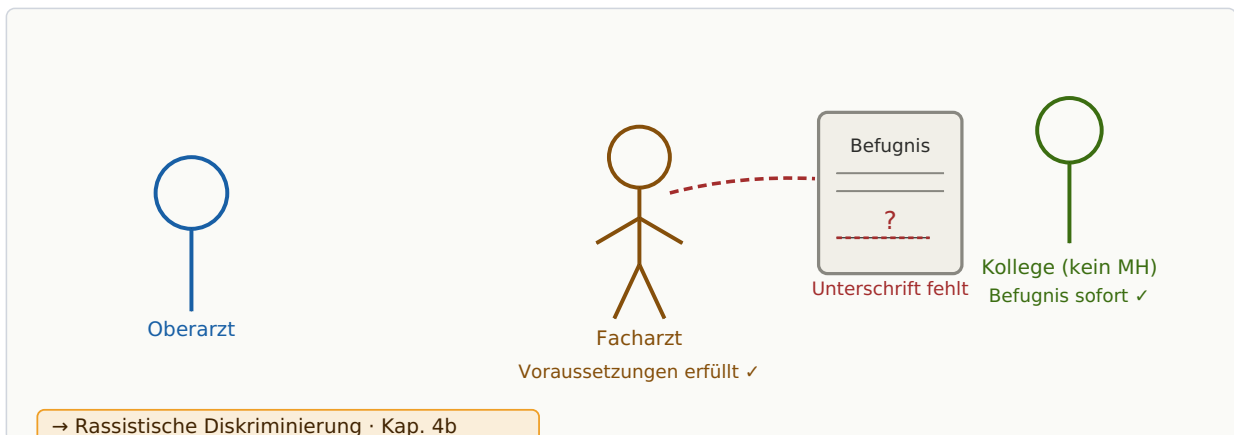 Befugnis
?
Unterschrift fehlt
Kollege (kein MH)
Befugnis sofort ✓
Oberarzt
Facharzt
Voraussetzungen erfüllt ✓
→ Rassistische Diskriminierung · Kap. 4b